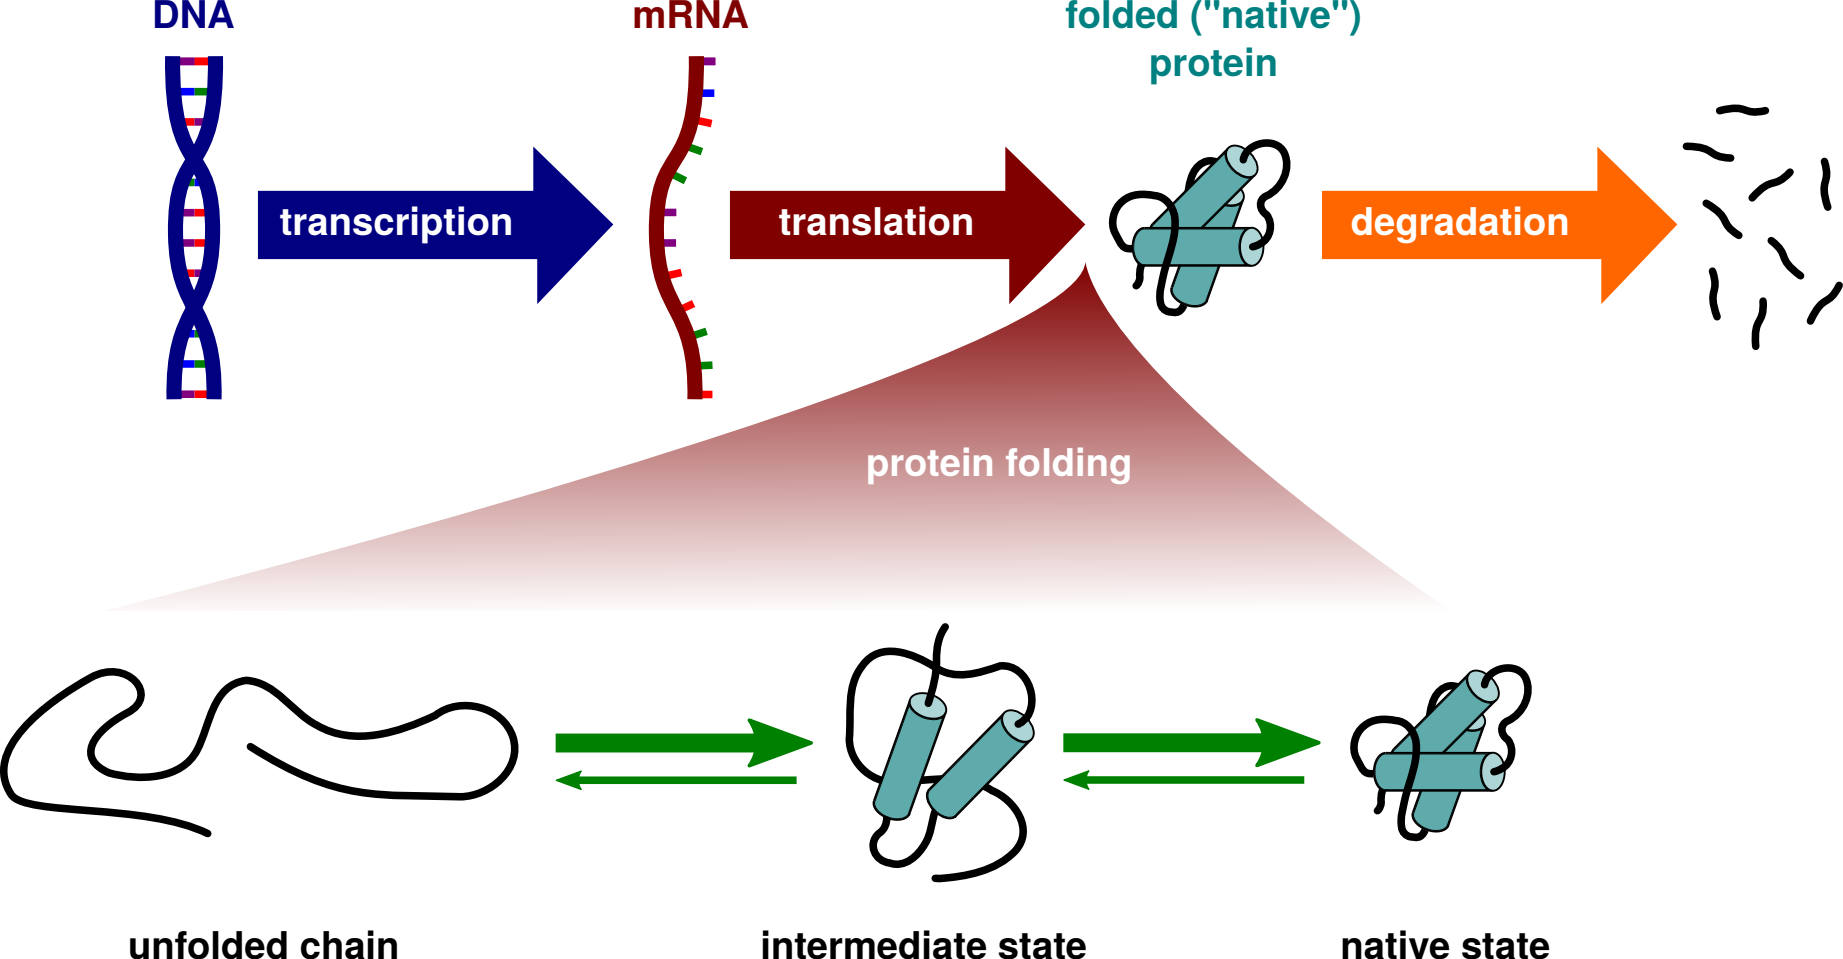 DNA
mRNA
folded ("native")
protein
transcription
translation
degradation
protein folding
unfolded chain
intermediate state
native state